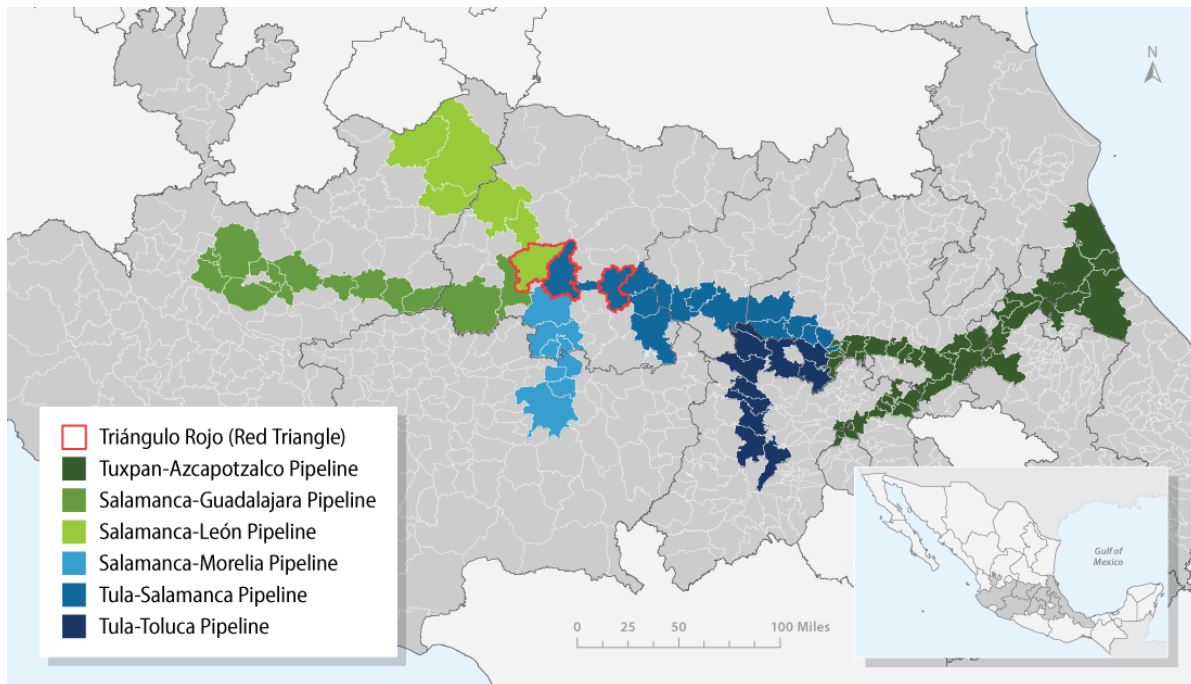 N
Triángulo Rojo (Red Triangle)
Tuxpan-Azcapotzalco Pipeline
Salamanca-Guadalajara Pipeline
Salamanca-León Pipeline
Salamanca-Morelia Pipeline
Tula-Salamanca Pipeline
Tula-Toluca Pipeline
0 25 50 100 Miles
Gulf of
Mexico